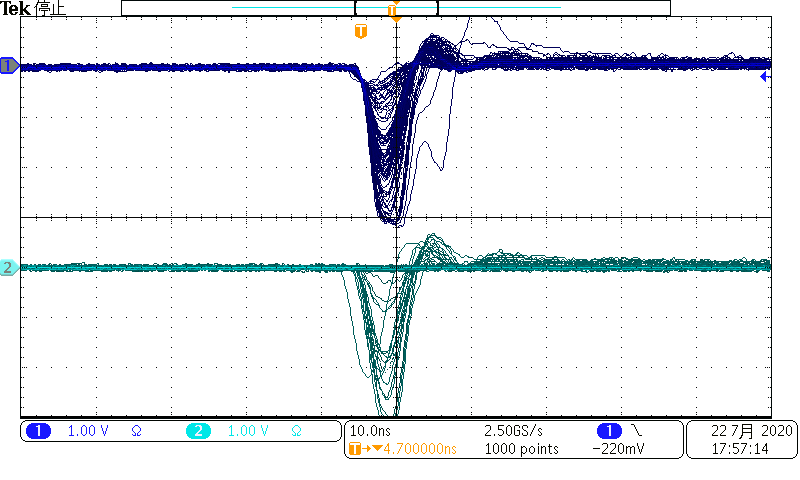 Tek 停止
T
T
1
2
1 1.00 V Ω 2 1.00 V Ω
10.0ns 2.50GS/s 1
T→▼4.700000ns 1000 points −220mV
22 7月 2020
17:57:14